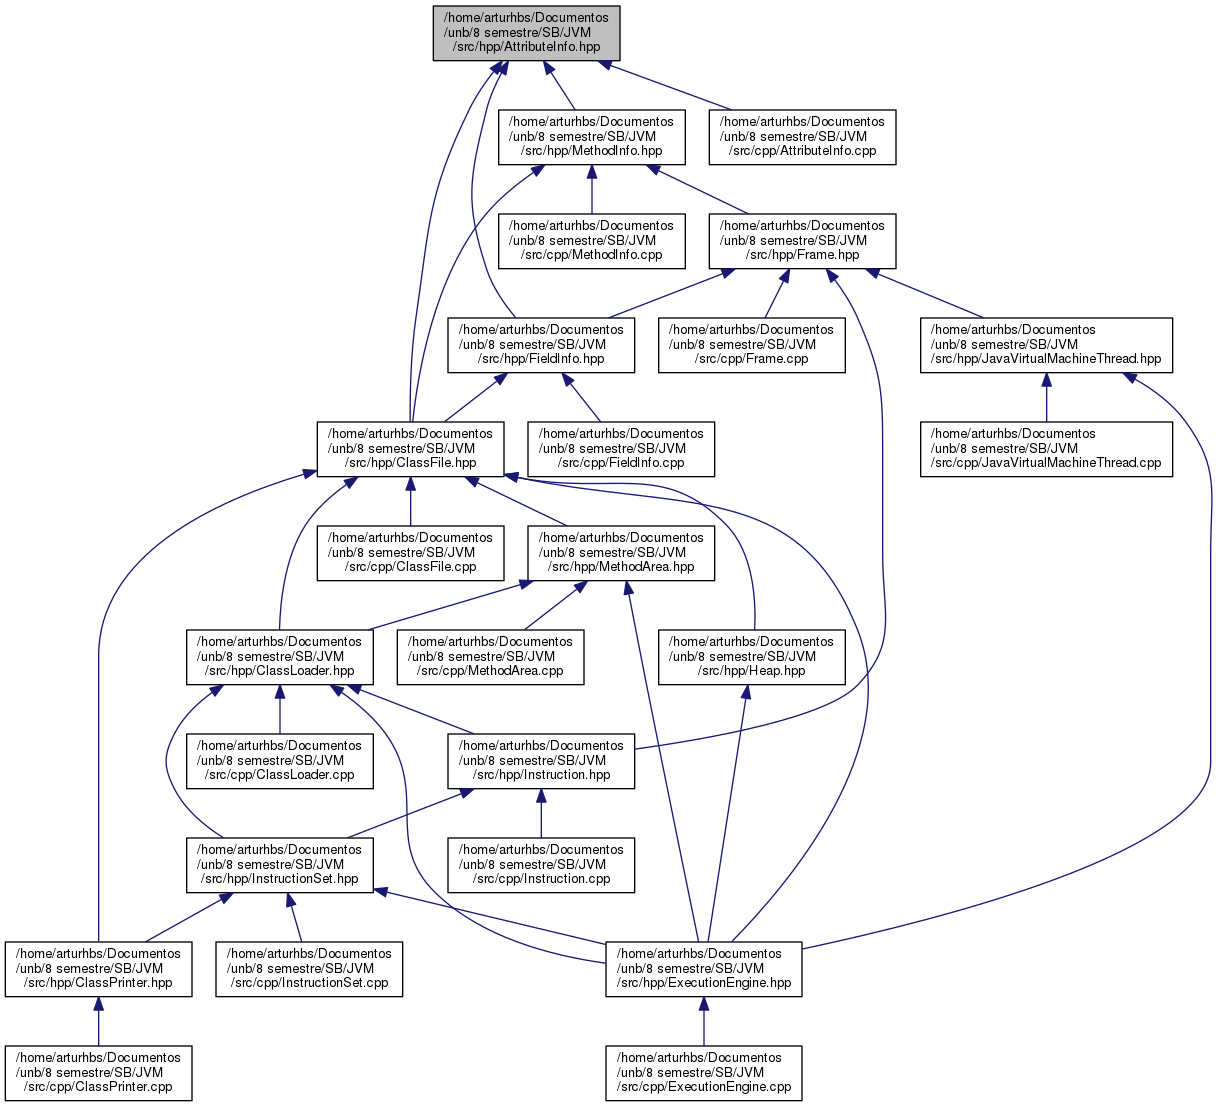 /home/arturhbs/Documentos
/unb/8 semestre/SB/JVM
/src/hpp/AttributeInfo.hpp
/home/arturhbs/Documentos
/unb/8 semestre/SB/JVM
/src/hpp/MethodInfo.hpp
/home/arturhbs/Documentos
/unb/8 semestre/SB/JVM
/src/cpp/AttributeInfo.cpp
/home/arturhbs/Documentos
/unb/8 semestre/SB/JVM
/src/cpp/MethodInfo.cpp
/home/arturhbs/Documentos
/unb/8 semestre/SB/JVM
/src/hpp/Frame.hpp
/home/arturhbs/Documentos
/unb/8 semestre/SB/JVM
/src/hpp/FieldInfo.hpp
/home/arturhbs/Documentos
/unb/8 semestre/SB/JVM
/src/cpp/Frame.cpp
/home/arturhbs/Documentos
/unb/8 semestre/SB/JVM
/src/hpp/JavaVirtualMachineThread.hpp
/home/arturhbs/Documentos
/unb/8 semestre/SB/JVM
/src/hpp/ClassFile.hpp
/home/arturhbs/Documentos
/unb/8 semestre/SB/JVM
/src/cpp/FieldInfo.cpp
/home/arturhbs/Documentos
/unb/8 semestre/SB/JVM
/src/cpp/JavaVirtualMachineThread.cpp
/home/arturhbs/Documentos
/unb/8 semestre/SB/JVM
/src/cpp/ClassFile.cpp
/home/arturhbs/Documentos
/unb/8 semestre/SB/JVM
/src/hpp/MethodArea.hpp
/home/arturhbs/Documentos
/unb/8 semestre/SB/JVM
/src/hpp/ClassLoader.hpp
/home/arturhbs/Documentos
/unb/8 semestre/SB/JVM
/src/cpp/MethodArea.cpp
/home/arturhbs/Documentos
/unb/8 semestre/SB/JVM
/src/hpp/Heap.hpp
/home/arturhbs/Documentos
/unb/8 semestre/SB/JVM
/src/cpp/ClassLoader.cpp
/home/arturhbs/Documentos
/unb/8 semestre/SB/JVM
/src/hpp/Instruction.hpp
/home/arturhbs/Documentos
/unb/8 semestre/SB/JVM
/src/hpp/InstructionSet.hpp
/home/arturhbs/Documentos
/unb/8 semestre/SB/JVM
/src/cpp/Instruction.cpp
/home/arturhbs/Documentos
/unb/8 semestre/SB/JVM
/src/hpp/ClassPrinter.hpp
/home/arturhbs/Documentos
/unb/8 semestre/SB/JVM
/src/cpp/InstructionSet.cpp
/home/arturhbs/Documentos
/unb/8 semestre/SB/JVM
/src/hpp/ExecutionEngine.hpp
/home/arturhbs/Documentos
/unb/8 semestre/SB/JVM
/src/cpp/ClassPrinter.cpp
/home/arturhbs/Documentos
/unb/8 semestre/SB/JVM
/src/cpp/ExecutionEngine.cpp